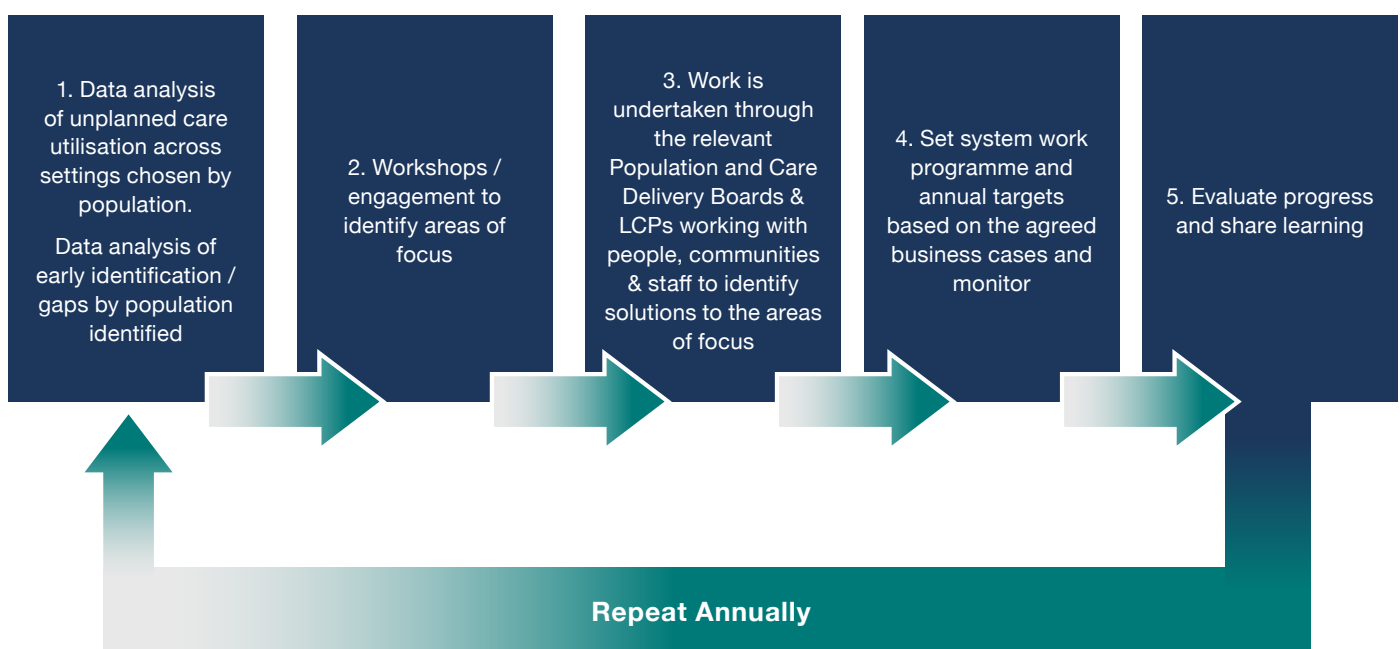 1. Data analysis
of unplanned care
utilisation across
settings chosen by
population.
Data analysis of
early identification /
gaps by population
identified
2. Workshops /
engagement to
identify areas of
focus
3. Work is
undertaken through
the relevant
Population and Care
Delivery Boards &
LCPs working with
people, communities
& staff to identify
solutions to the areas
of focus
4. Set system work
programme and
annual targets
based on the agreed
business cases and
monitor
5. Evaluate progress
and share learning
Repeat Annually